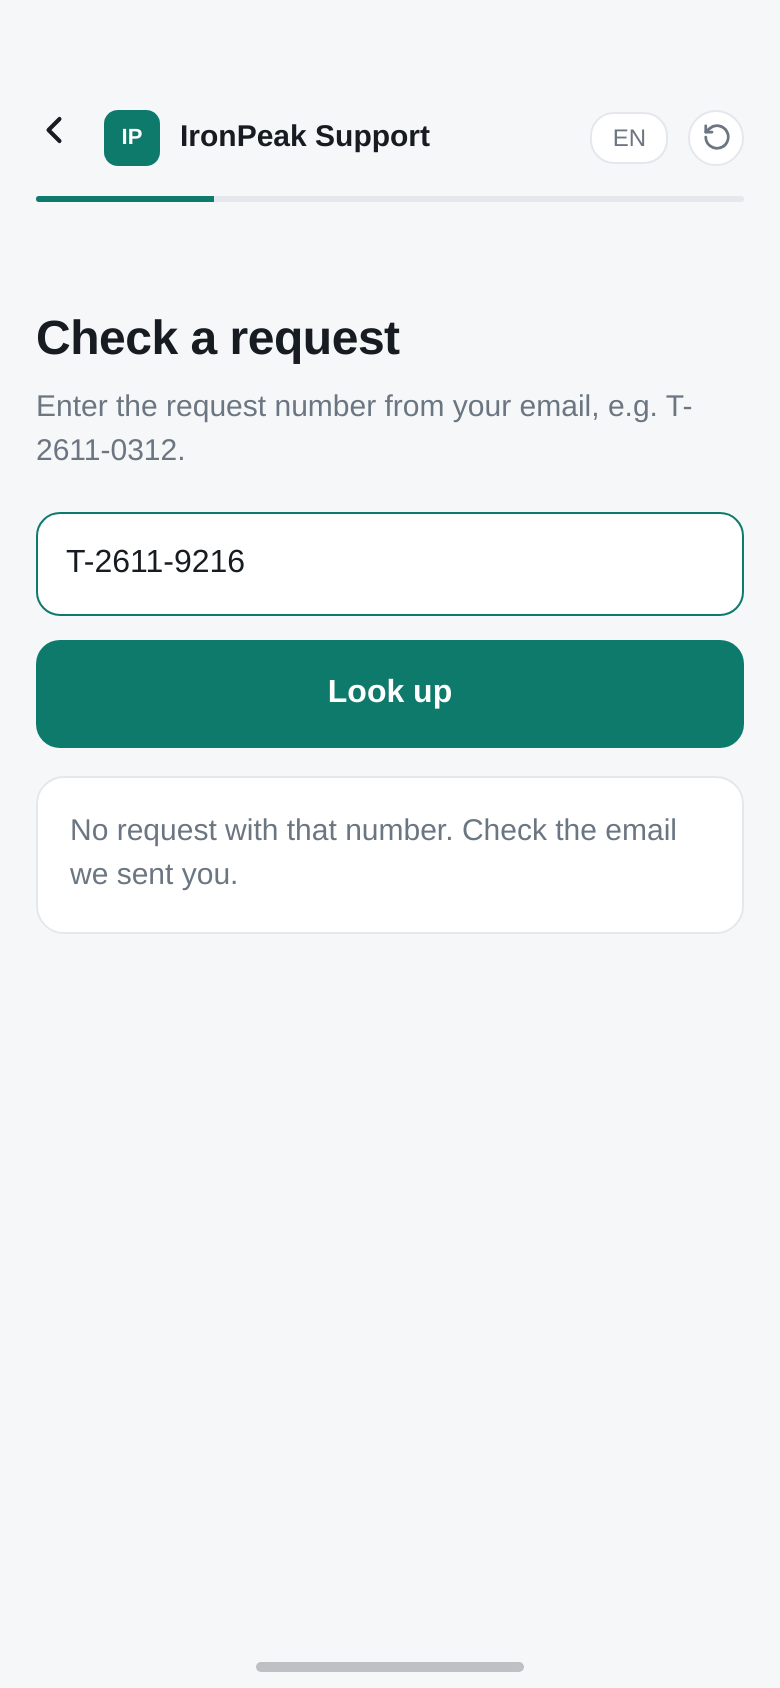 IP
IronPeak Support
EN
Check a request
Enter the request number from your email, e.g. T-
2611-0312.
T-2611-9216
Look up
No request with that number. Check the email
we sent you.